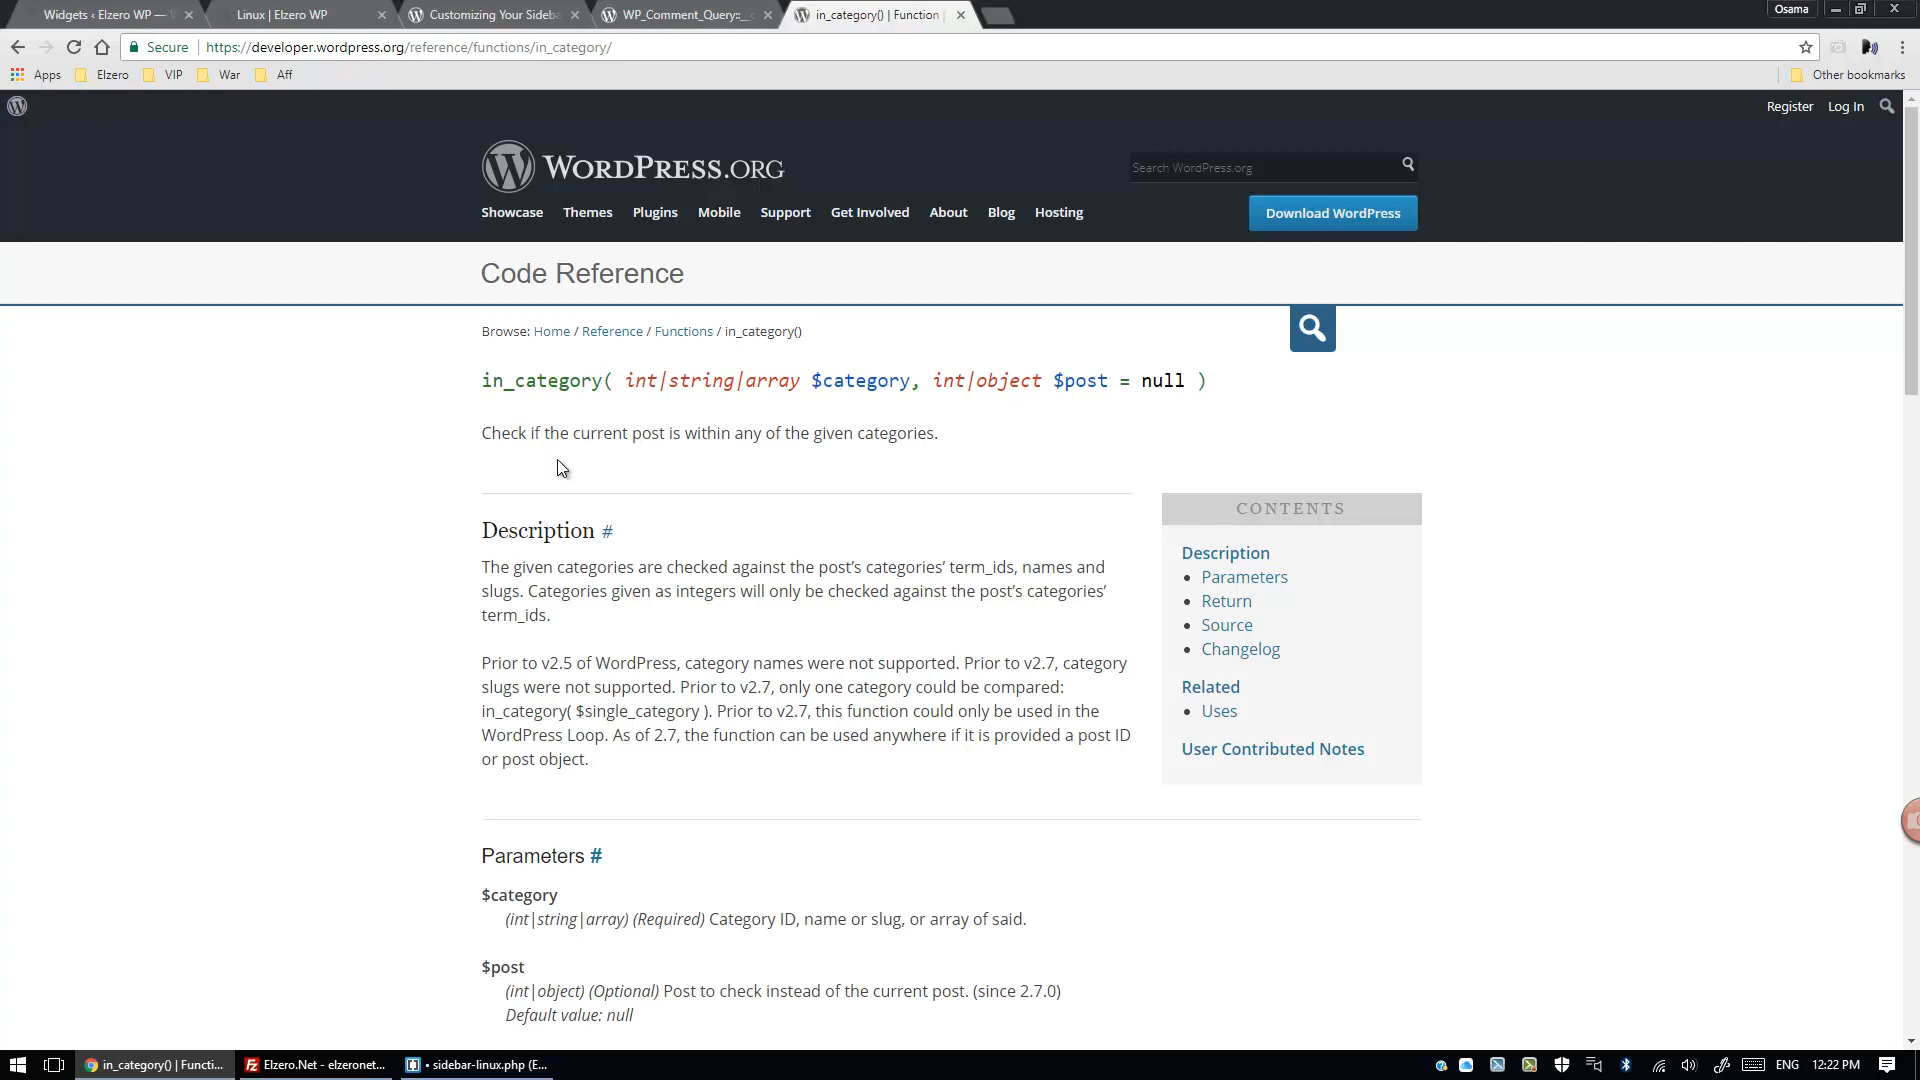 Widgets ‹ Elzero WP —
Linux | Elzero WP
Customizing Your Sideba
WP_Comment_Query::__
in_category() | Function
Osama
Secure
https://developer.wordpress.org/reference/functions/in_category/
Apps
Elzero
VIP
War
Aff
Other bookmarks
Register
Log In
WORDPRESS.ORG
Search WordPress.org
Showcase
Themes
Plugins
Mobile
Support
Get Involved
About
Blog
Hosting
Download WordPress
Code Reference
Browse: Home / Reference / Functions / in_category()
in_category( int|string|array $category, int|object $post = null )
Check if the current post is within any of the given categories.
Description #
The given categories are checked against the post’s categories’ term_ids, names and
slugs. Categories given as integers will only be checked against the post’s categories’
term_ids.
Prior to v2.5 of WordPress, category names were not supported. Prior to v2.7, category
slugs were not supported. Prior to v2.7, only one category could be compared:
in_category( $single_category ). Prior to v2.7, this function could only be used in the
WordPress Loop. As of 2.7, the function can be used anywhere if it is provided a post ID
or post object.
CONTENTS
Description
Parameters
Return
Source
Changelog
Related
Uses
User Contributed Notes
Parameters #
$category
(int|string|array) (Required) Category ID, name or slug, or array of said.
$post
(int|object) (Optional) Post to check instead of the current post. (since 2.7.0)
Default value: null
in_category() | Functi...
Elzero.Net - elzeronet...
• sidebar-linux.php (E...
ENG
12:22 PM